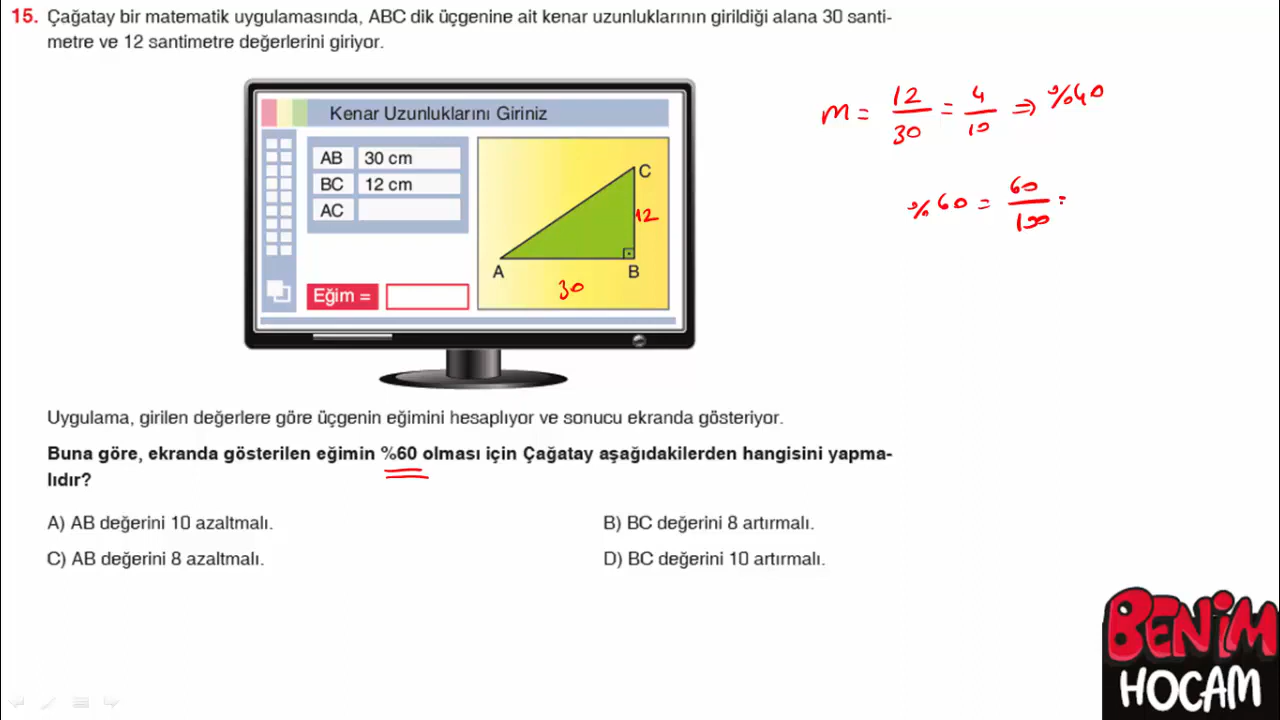 15. Çağatay bir matematik uygulamasında, ABC dik üçgenine ait kenar uzunluklarının girildiği alana 30 santi-
metre ve 12 santimetre değerlerini giriyor.
Kenar Uzunluklarını Giriniz
AB 30 cm
BC 12 cm
AC
Eğim =
C
12
A
B
30
m = 12/30 = 4/10 ⇒ %40
%60 = 60/100 =
Uygulama, girilen değerlere göre üçgenin eğimini hesaplıyor ve sonucu ekranda gösteriyor.
Buna göre, ekranda gösterilen eğimin %60 olması için Çağatay aşağıdakilerden hangisini yapma-
lıdır?
A) AB değerini 10 azaltmalı.
B) BC değerini 8 artırmalı.
C) AB değerini 8 azaltmalı.
D) BC değerini 10 artırmalı.
BENiM
HOCAM